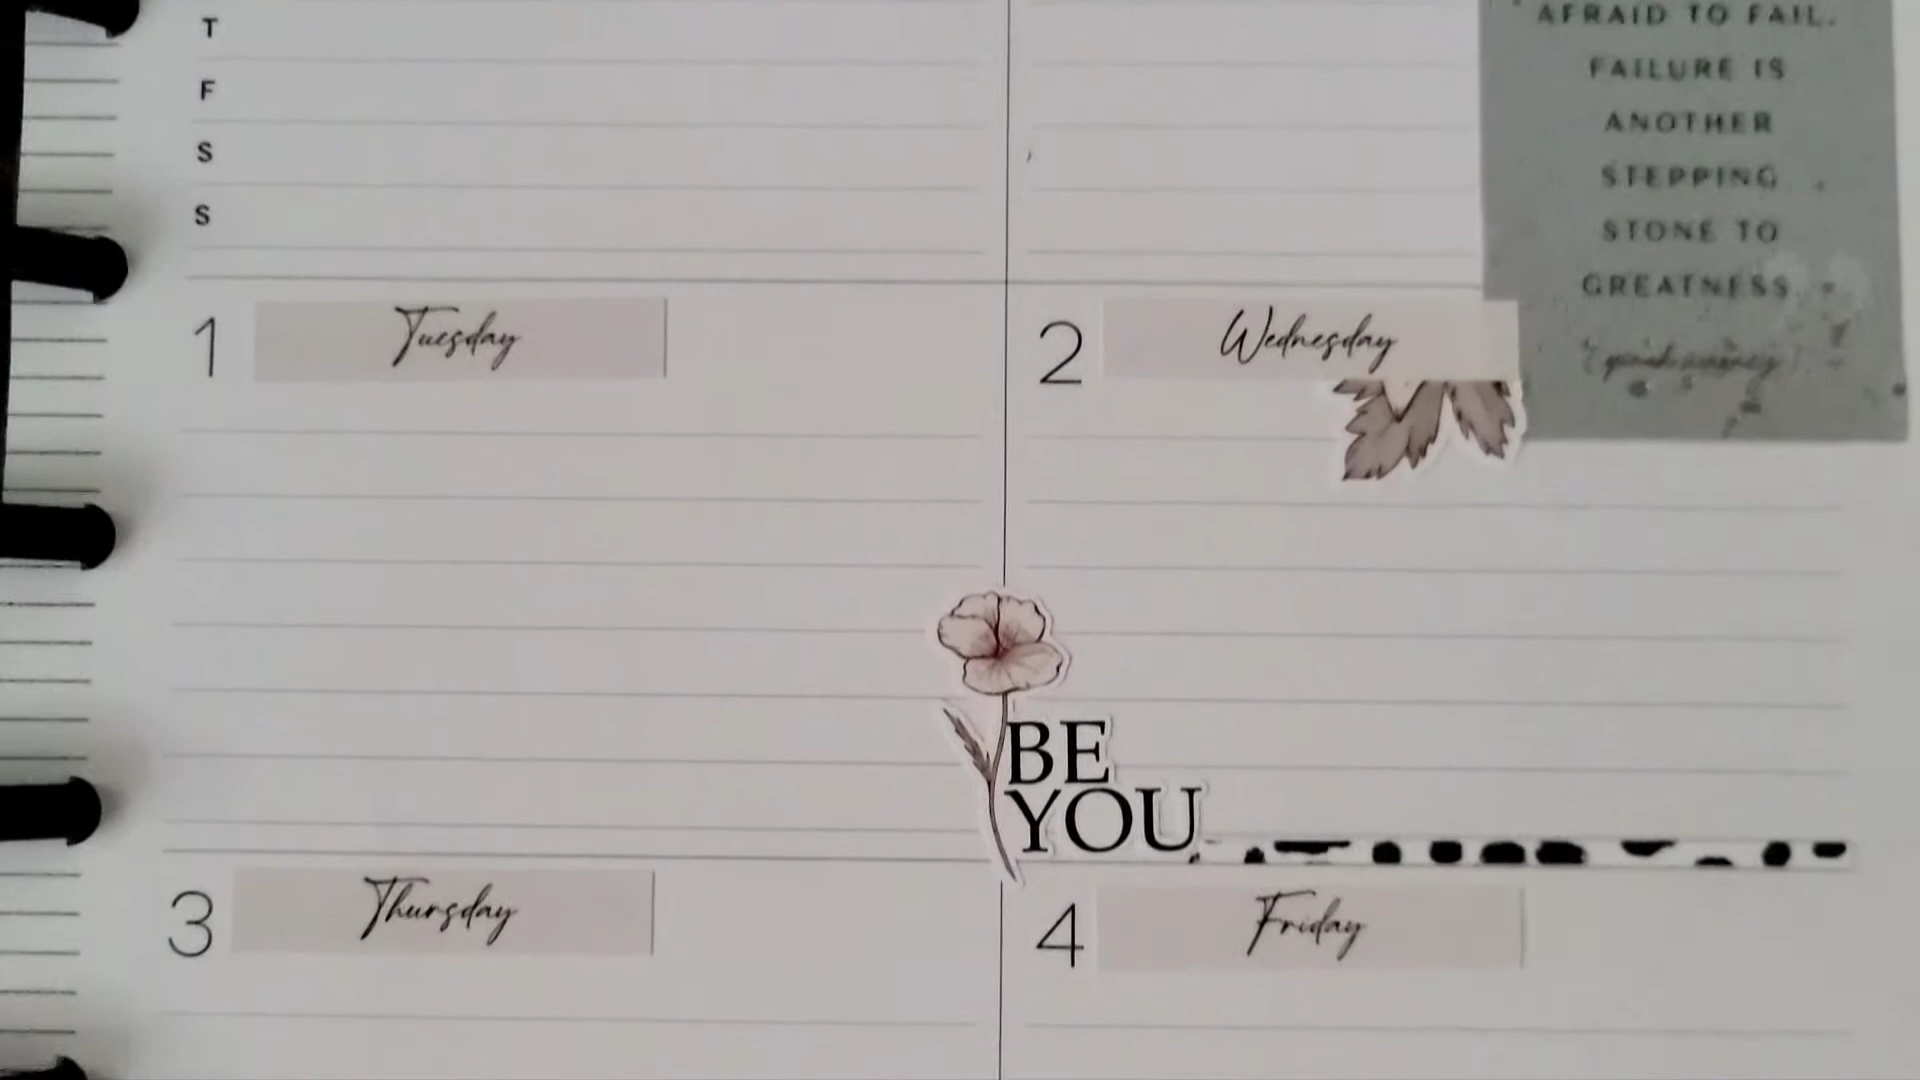 T
F
S
S
AFRAID TO FAIL.
FAILURE IS
ANOTHER
STEPPING
STONE TO
GREATNESS
1 Tuesday
2 Wednesday
BE
YOU
3 Thursday
4 Friday